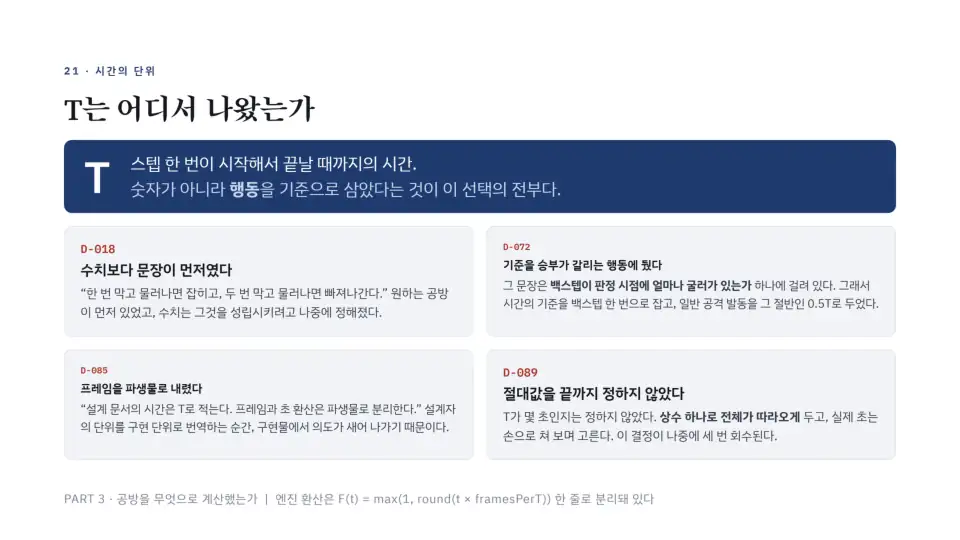 21 · 시간의 단위
T는 어디서 나왔는가
T
스텝 한 번이 시작해서 끝날 때까지의 시간.
숫자가 아니라 행동을 기준으로 삼았다는 것이 이 선택의 전부다.
D-018
수치보다 문장이 먼저였다
“한 번 막고 물러나면 잡히고, 두 번 막고 물러나면 빠져나간다.” 원하는 공방
이 먼저 있었고, 수치는 그것을 성립시키려고 나중에 정해졌다.
D-072
기준을 승부가 갈리는 행동에 뒀다
그 문장은 백스텝이 판정 시점에 얼마나 굴러가 있는가 하나에 걸려 있다. 그래서
시간의 기준을 백스텝 한 번으로 잡고, 일반 공격 발동을 그 절반인 0.5T로 두었다.
D-085
프레임을 파생물로 내렸다
“설계 문서의 시간은 T로 적는다. 프레임과 초 환산은 파생물로 분리한다.” 설계자
의 단위를 구현 단위로 번역하는 순간, 구현물에서 의도가 새어 나가기 때문이다.
D-089
절대값을 끝까지 정하지 않았다
T가 몇 초인지는 정하지 않았다. 상수 하나로 전체가 따라오게 두고, 실제 초는
손으로 쳐 보며 고른다. 이 결정이 나중에 세 번 회수된다.
PART 3 · 공방을 무엇으로 계산했는가 | 엔진 환산은 F(t) = max(1, round(t × framesPerT)) 한 줄로 분리돼 있다